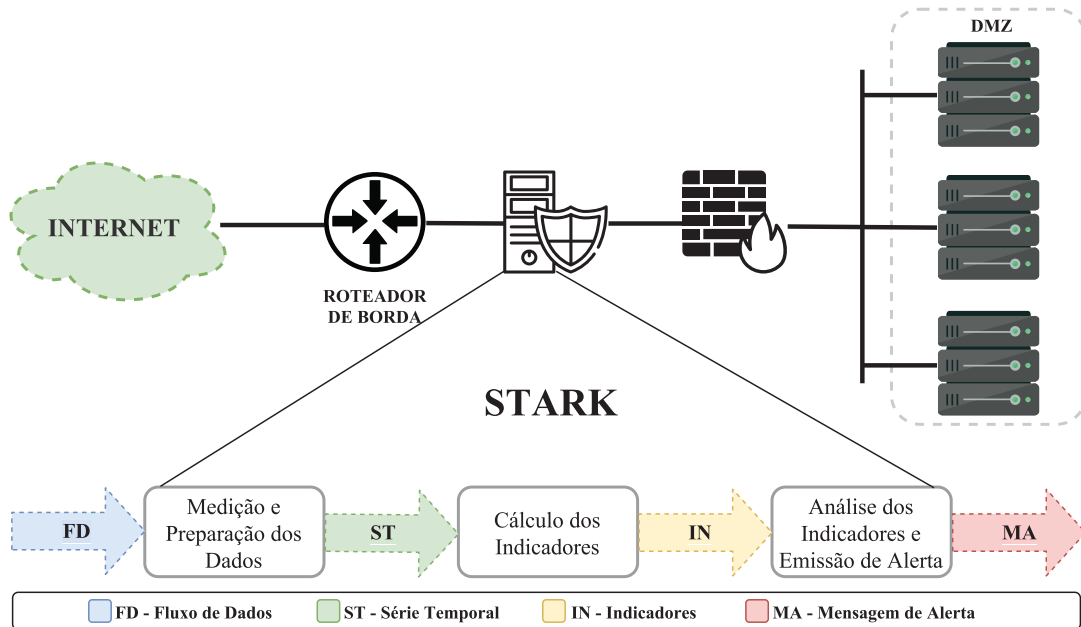 DMZ
INTERNET
ROTEADOR
DE BORDA
STARK
FD
Medição e
Preparação dos
Dados
ST
Cálculo dos
Indicadores
IN
Análise dos
Indicadores e
Emissão de Alerta
MA
FD - Fluxo de Dados
ST - Série Temporal
IN - Indicadores
MA - Mensagem de Alerta